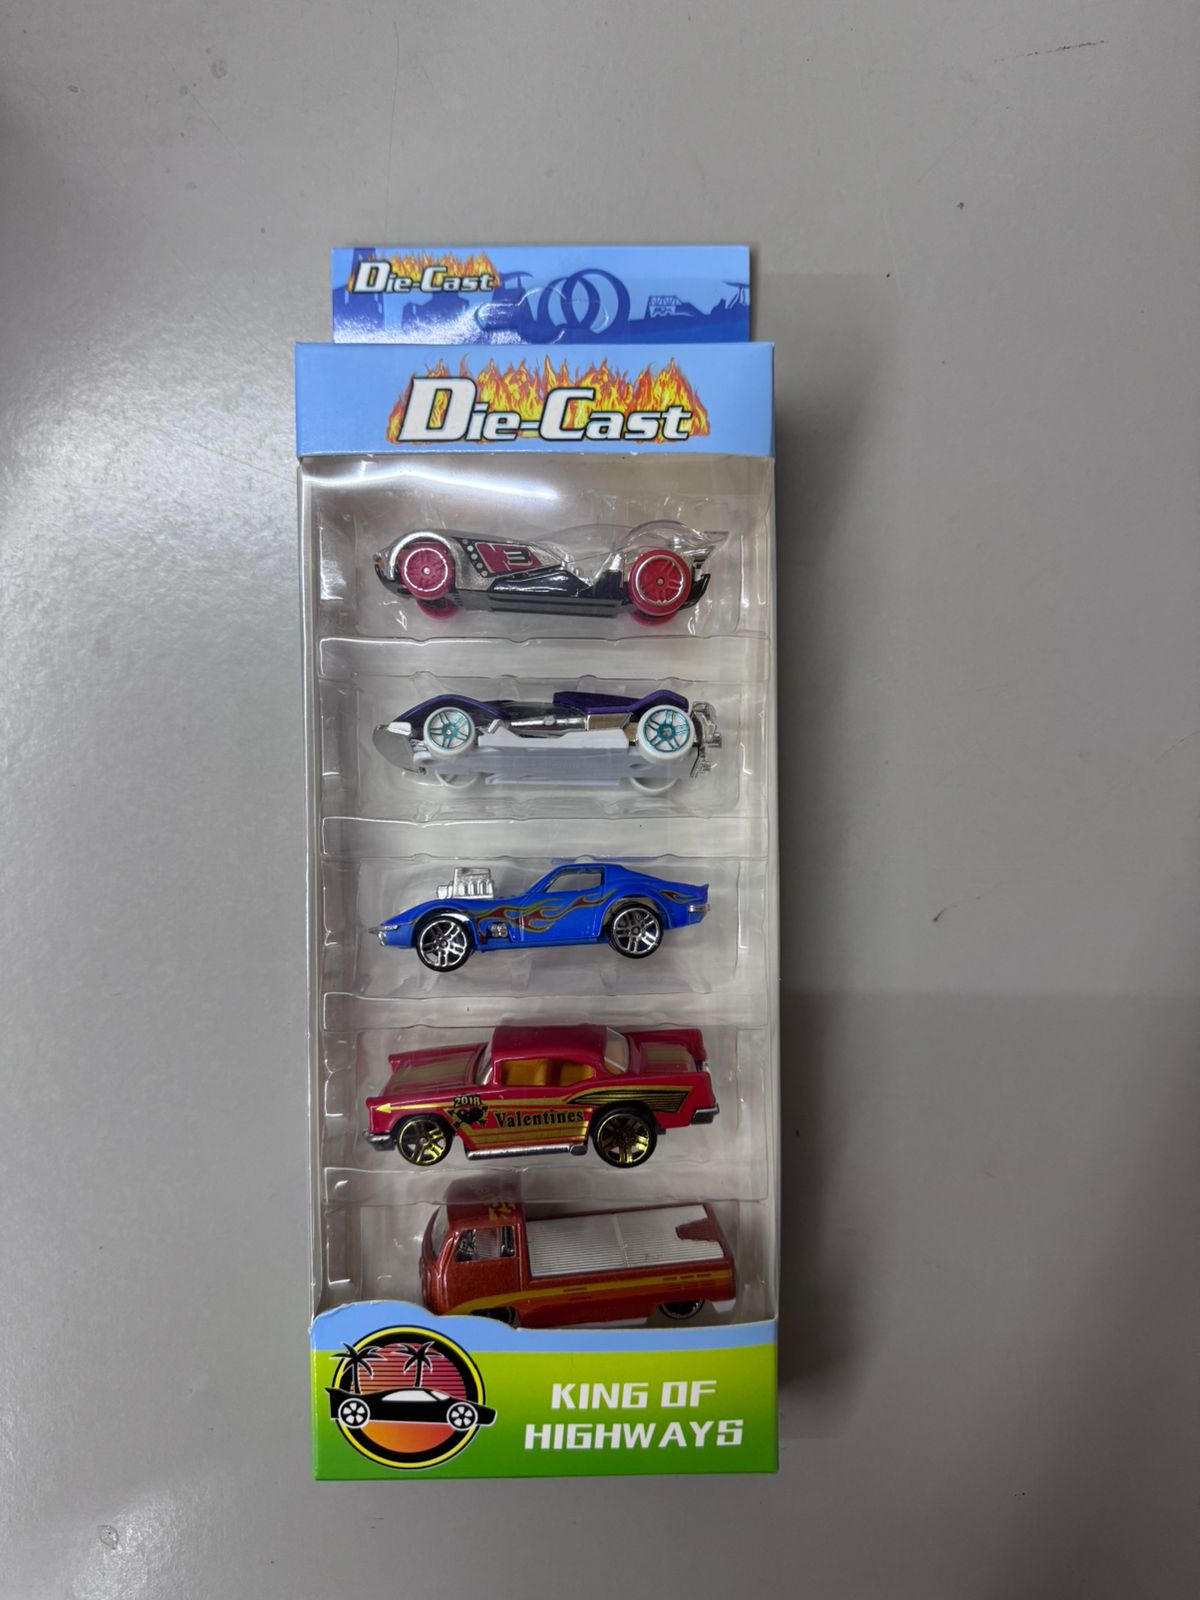 Die-Cast
Die-Cast
2018
Valentines
KING OF
HIGHWAYS